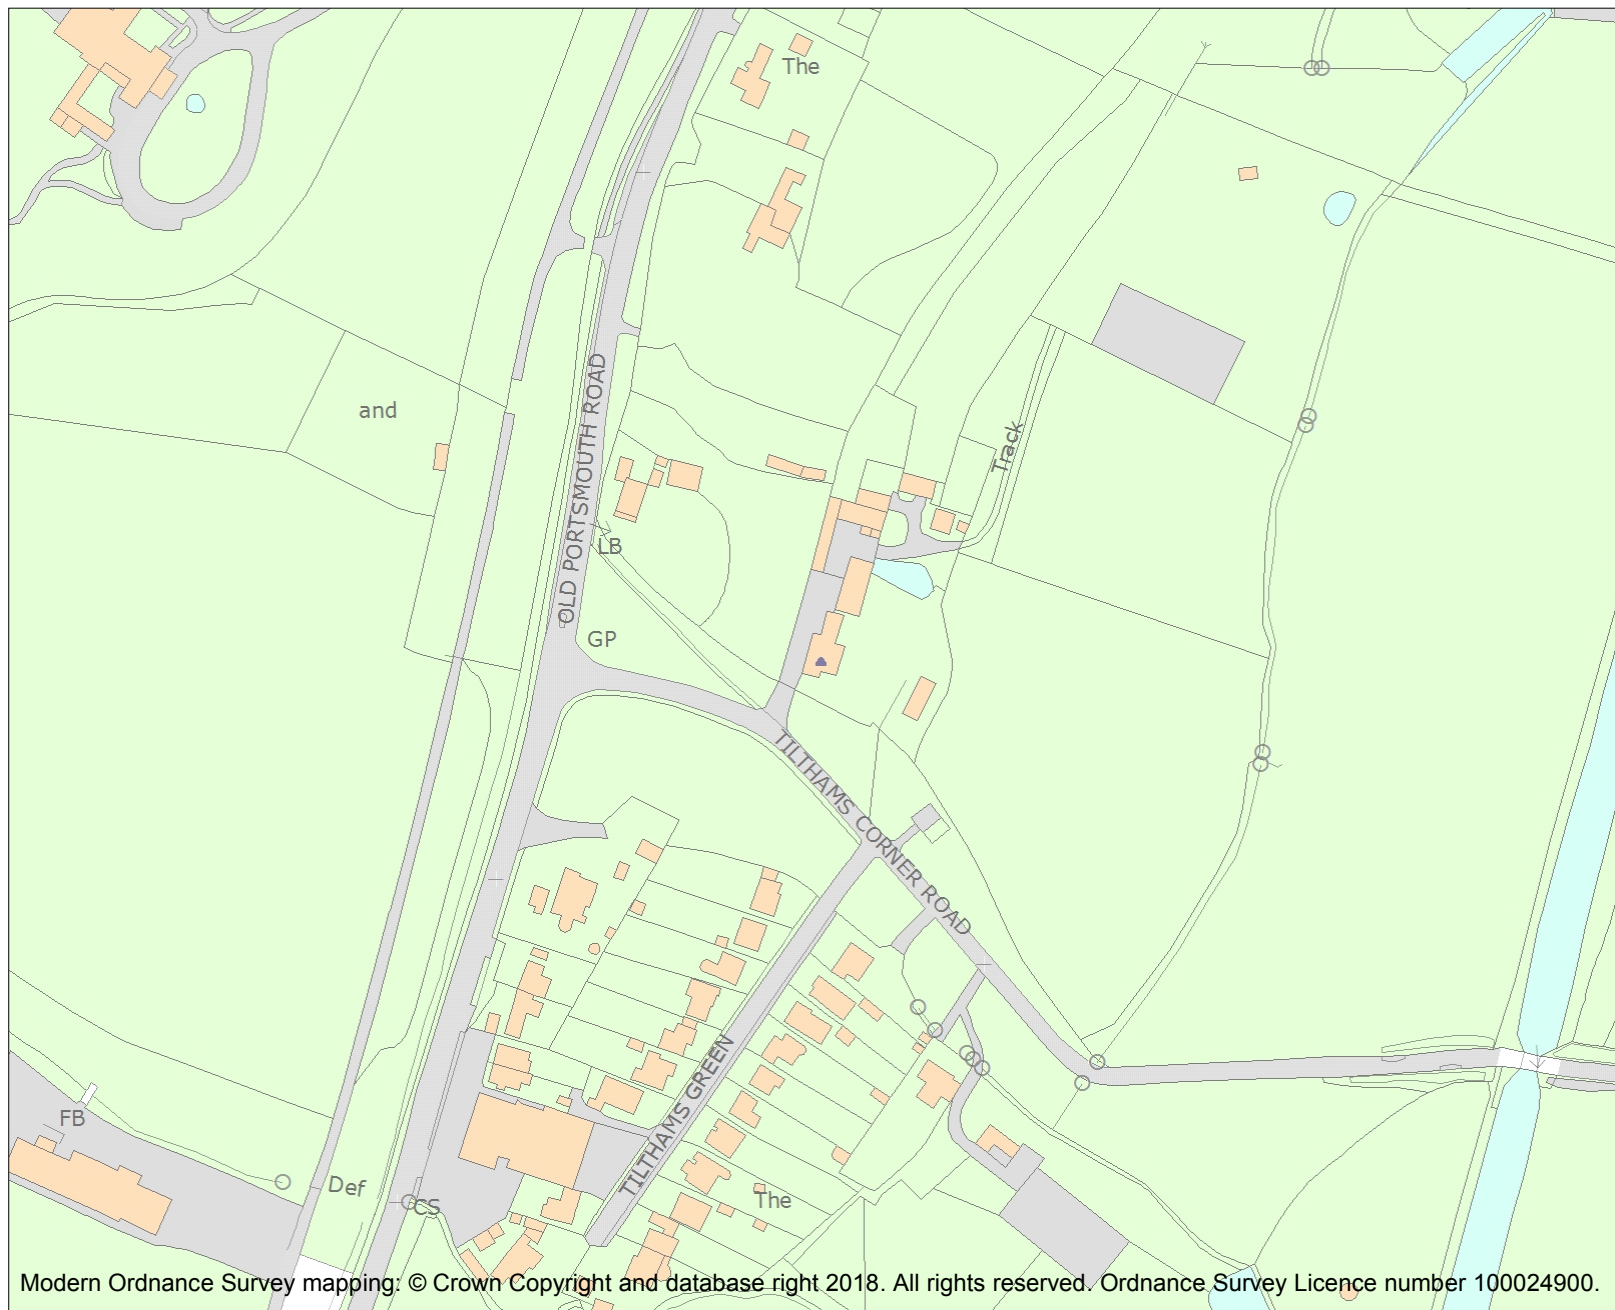 The
OLD PORTSMOUTH ROAD
and
Track
LB
GP
TILTHAMS CORNER ROAD
TILTHAMS GREEN
FB
Def
CS
The
Modern Ordnance Survey mapping: © Crown Copyright and database right 2018. All rights reserved. Ordnance Survey Licence number 100024900.